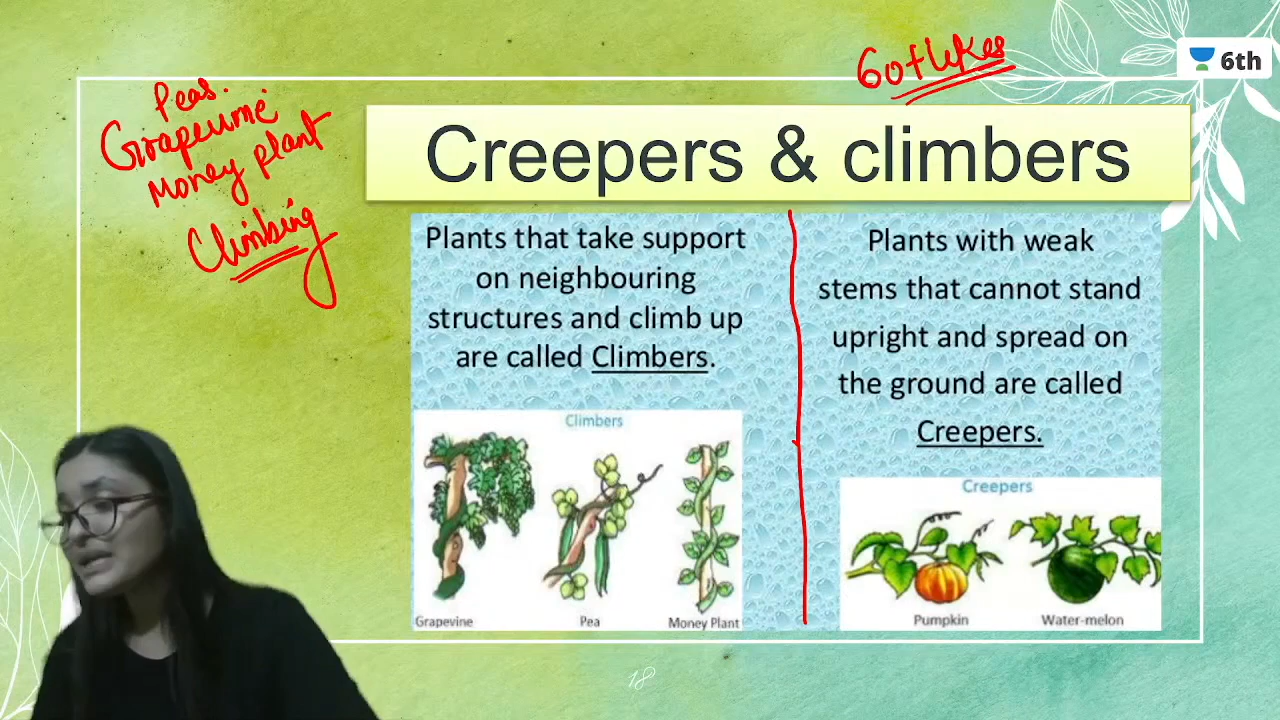 60+ likes
6th
Peas.
Grapevine
Money plant
Climbing
Creepers & climbers
Plants that take support
on neighbouring
structures and climb up
are called Climbers.
Climbers
Grapevine
Pea
Money Plant
Plants with weak
stems that cannot stand
upright and spread on
the ground are called
Creepers.
Creepers
Pumpkin
Water-melon
18